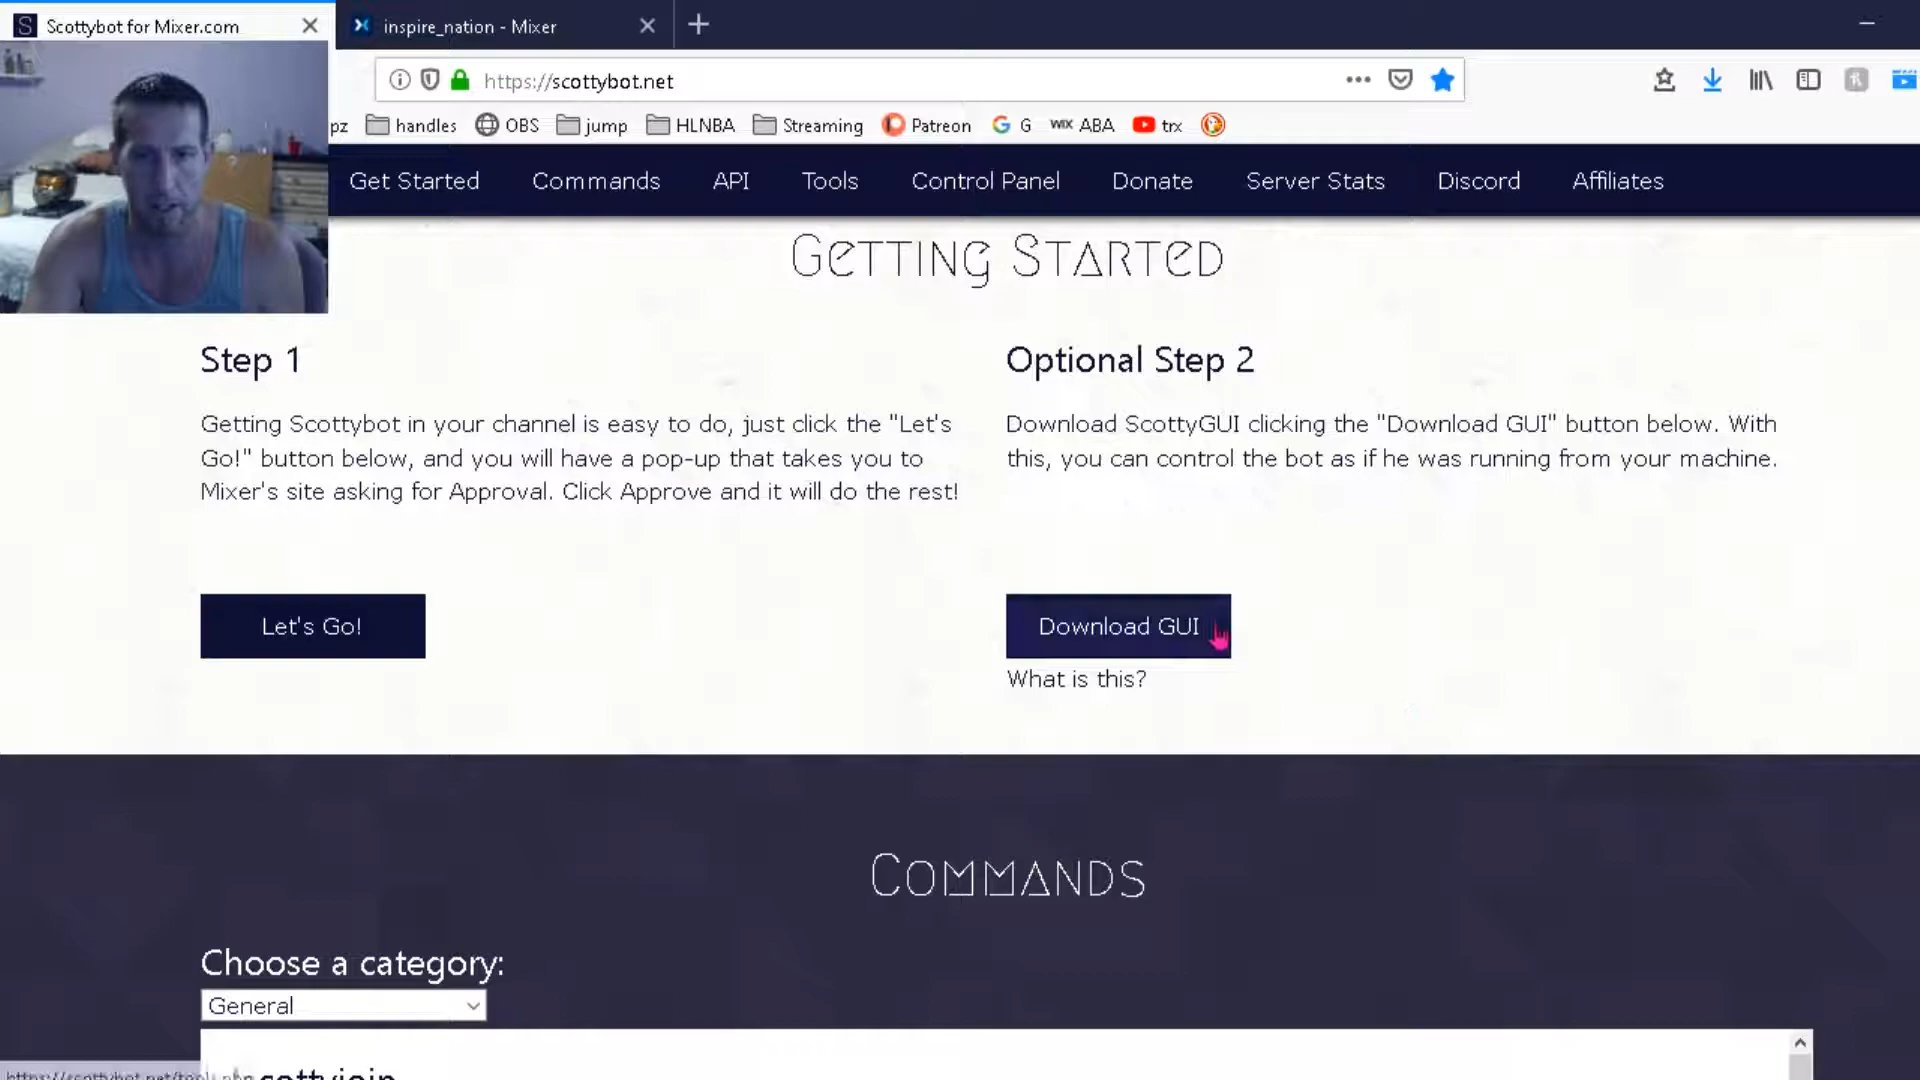 Scottybot for Mixer.com
inspire_nation - Mixer
https://scottybot.net
pz handles OBS jump HLNBA Streaming Patreon G WIX ABA trx
Get Started Commands API Tools Control Panel Donate Server Stats Discord Affiliates
Getting Started
Step 1
Getting Scottybot in your channel is easy to do, just click the "Let's
Go!" button below, and you will have a pop-up that takes you to
Mixer's site asking for Approval. Click Approve and it will do the rest!
Let's Go!
Optional Step 2
Download ScottyGUI clicking the "Download GUI" button below. With
this, you can control the bot as if he was running from your machine.
Download GUI
What is this?
Commands
Choose a category:
General